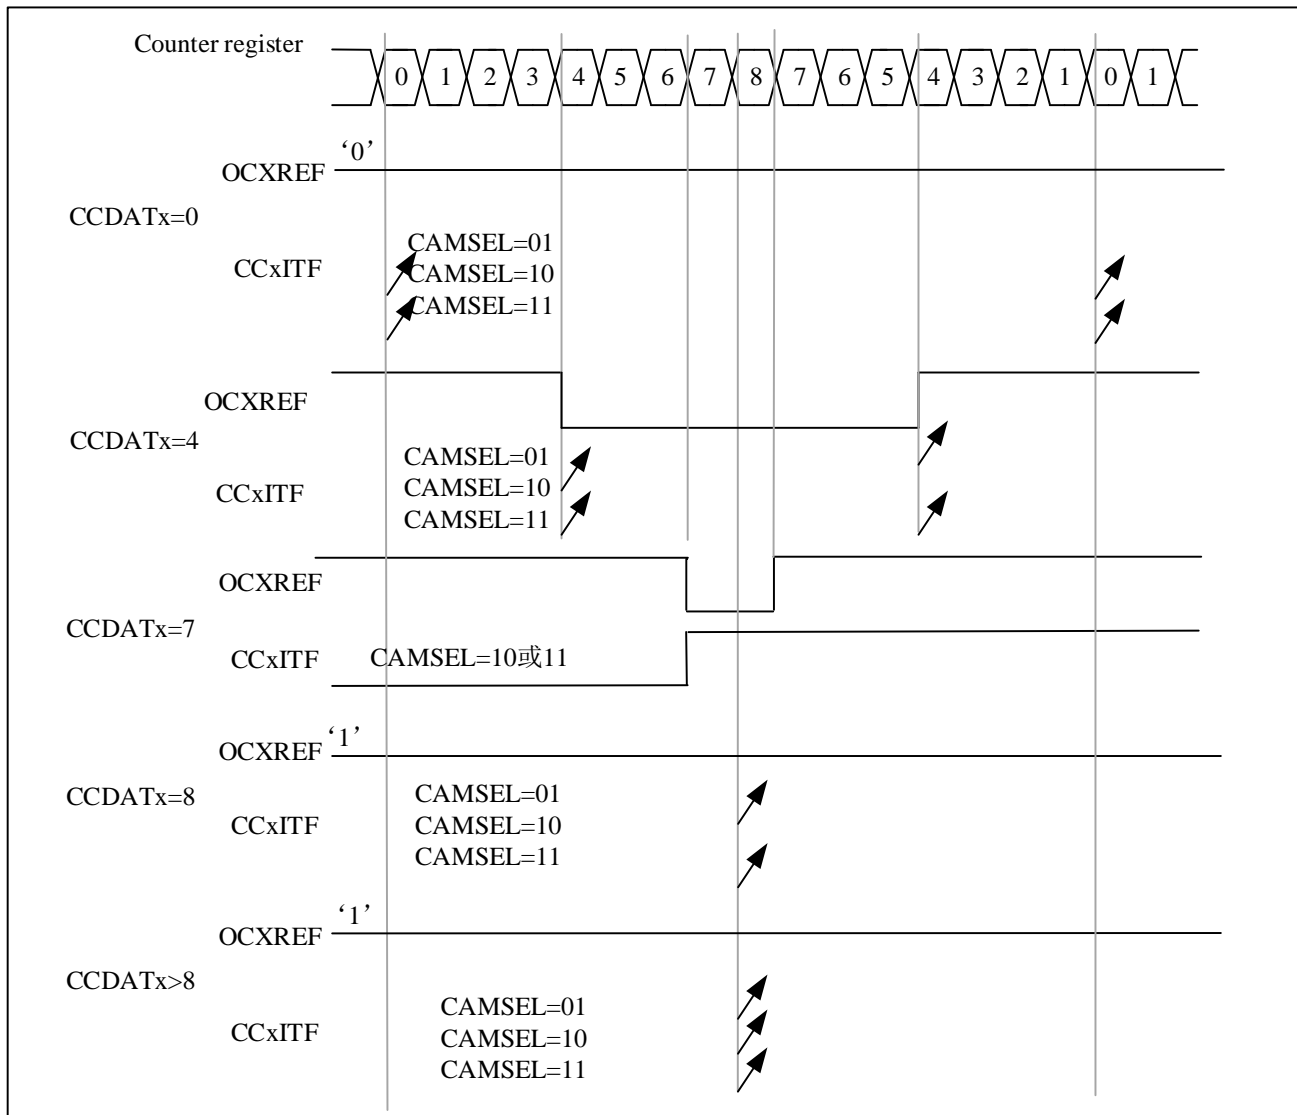 Counter register
0 1 2 3 4 5 6 7 8 7 6 5 4 3 2 1 0 1
‘0’
OCXREF
CCDATx=0
CAMSEL=01
CCxITF
CAMSEL=10
CAMSEL=11
OCXREF
CCDATx=4
CAMSEL=01
CCxITF
CAMSEL=10
CAMSEL=11
OCXREF
CCDATx=7
CCxITF
CAMSEL=10或11
‘1’
OCXREF
CCDATx=8
CAMSEL=01
CCxITF
CAMSEL=10
CAMSEL=11
‘1’
OCXREF
CCDATx>8
CAMSEL=01
CCxITF
CAMSEL=10
CAMSEL=11